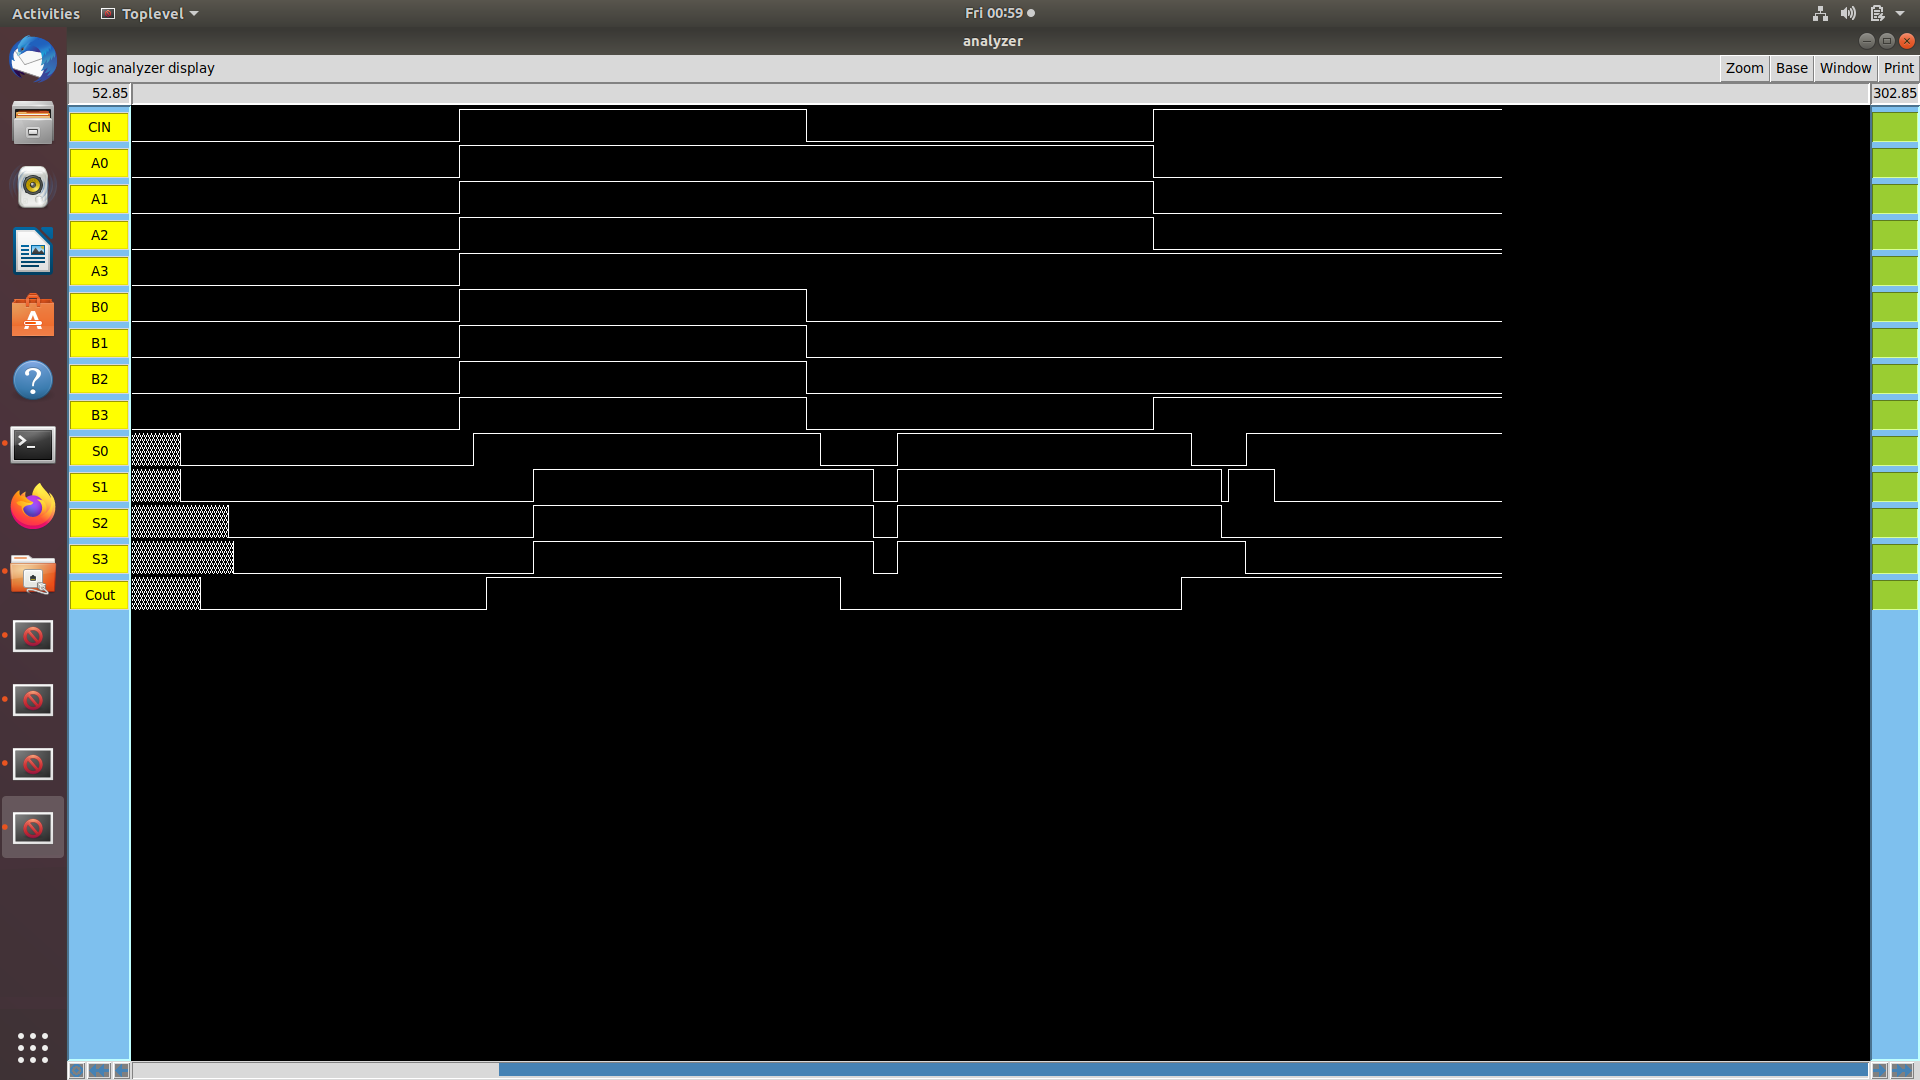 Activities Toplevel Fri 00:59
analyzer
logic analyzer display Zoom Base Window Print
52.85 302.85
CIN
A0
A1
A2
A3
B0
B1
B2
B3
S0
S1
S2
S3
Cout